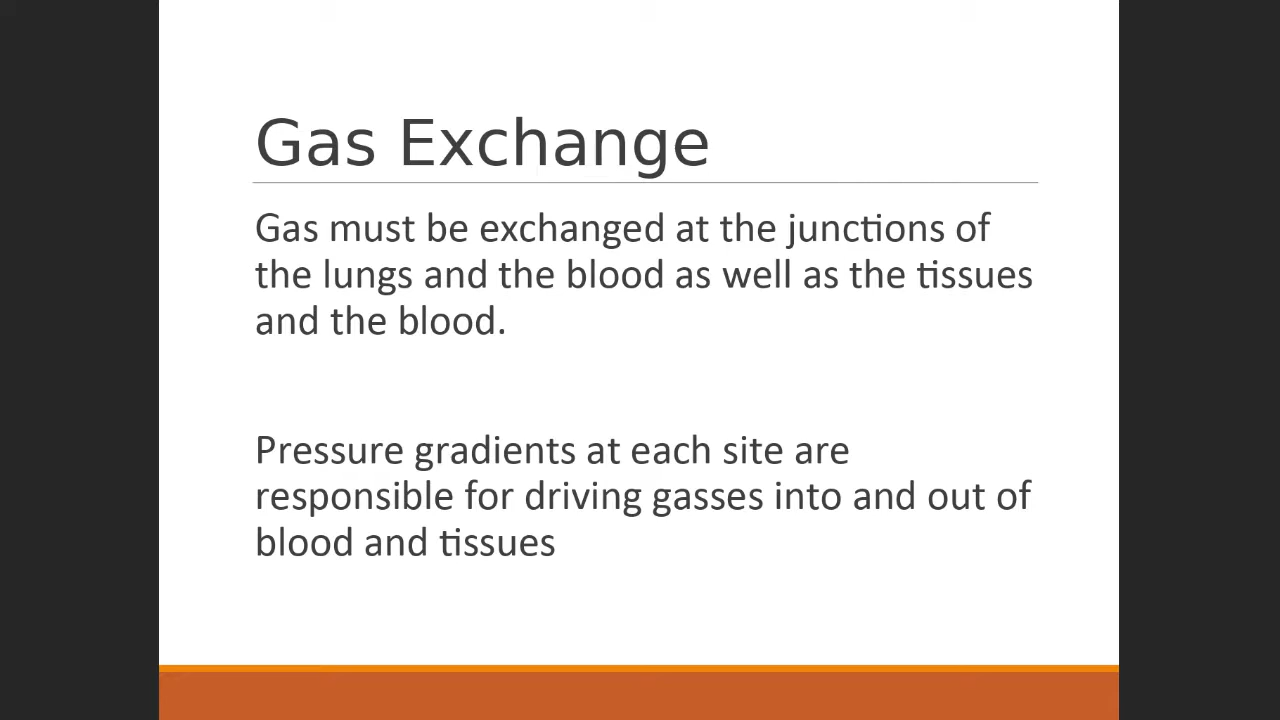 Gas Exchange
Gas must be exchanged at the junctions of
the lungs and the blood as well as the tissues
and the blood.
Pressure gradients at each site are
responsible for driving gasses into and out of
blood and tissues